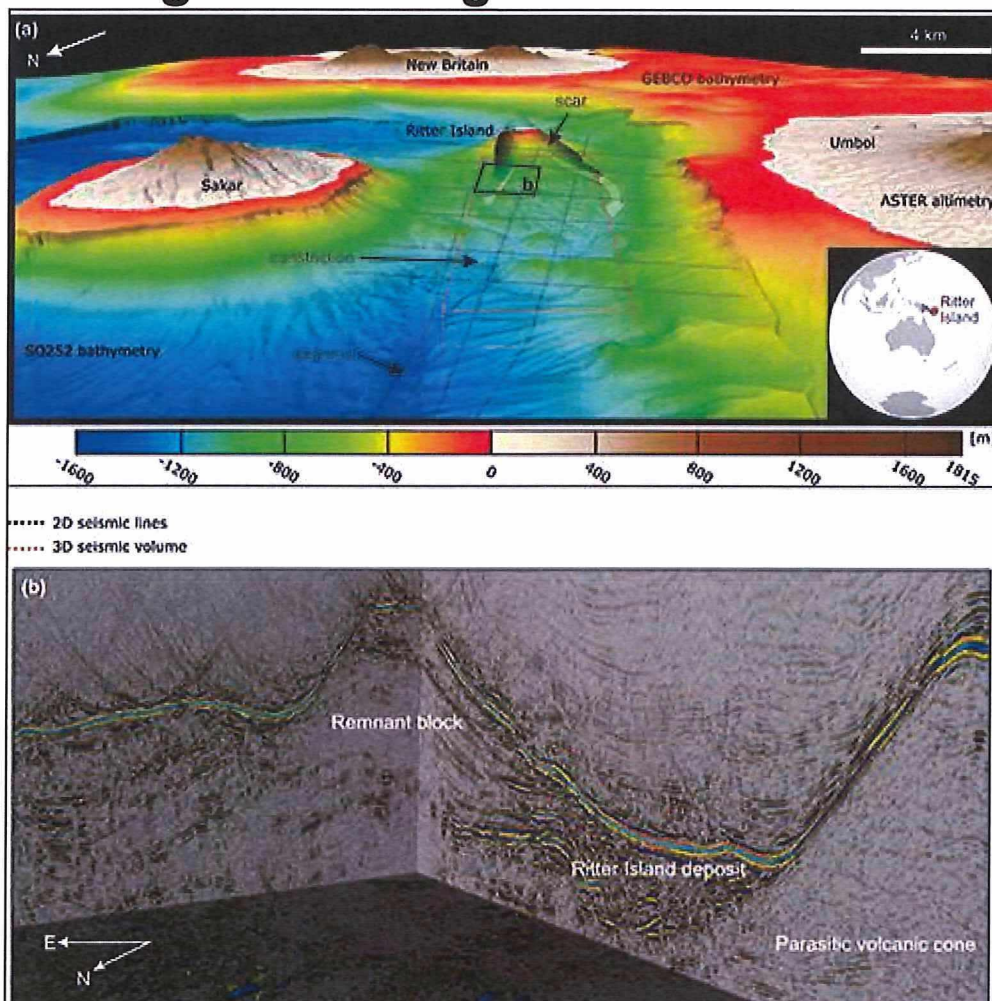 (a)
N
New Britain
4 km
GEBCO bathymetry
scar
Ritter Island
Umboi
Sakar
b
ASTER altimetry
constriction
Ritter
Island
SO252 bathymetry
[m]
-1600
-1200
-800
-400
0
400
800
1200
1600
1815
2D seismic lines
3D seismic volume
(b)
Remnant block
Ritter Island deposit
E
N
Parasitic volcanic cone